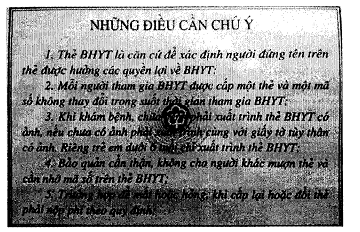 NHỮNG ĐIỀU CẦN CHÚ Ý
1. Thẻ BHYT là căn cứ để xác định người đứng tên trên
thẻ được hưởng các quyền lợi về BHYT;
2. Mỗi người tham gia BHYT được cấp một thẻ và một mã
số không thay đổi trong suốt thời gian tham gia BHYT;
3. Khi khám bệnh, chữa phải xuất trình thẻ BHYT có
ảnh, nếu chưa có ảnh phải xuất trình cùng với giấy tờ tùy thân
có ảnh. Riêng trẻ em dưới 6 tuổi chỉ xuất trình thẻ BHYT;
4. Bảo quản cẩn thận, không cho người khác mượn thẻ và
cần nhớ mã số trên thẻ BHYT;
5. Trường hợp để mất hoặc hỏng, khi cấp lại hoặc đổi thẻ
phải nộp phí theo quy định.